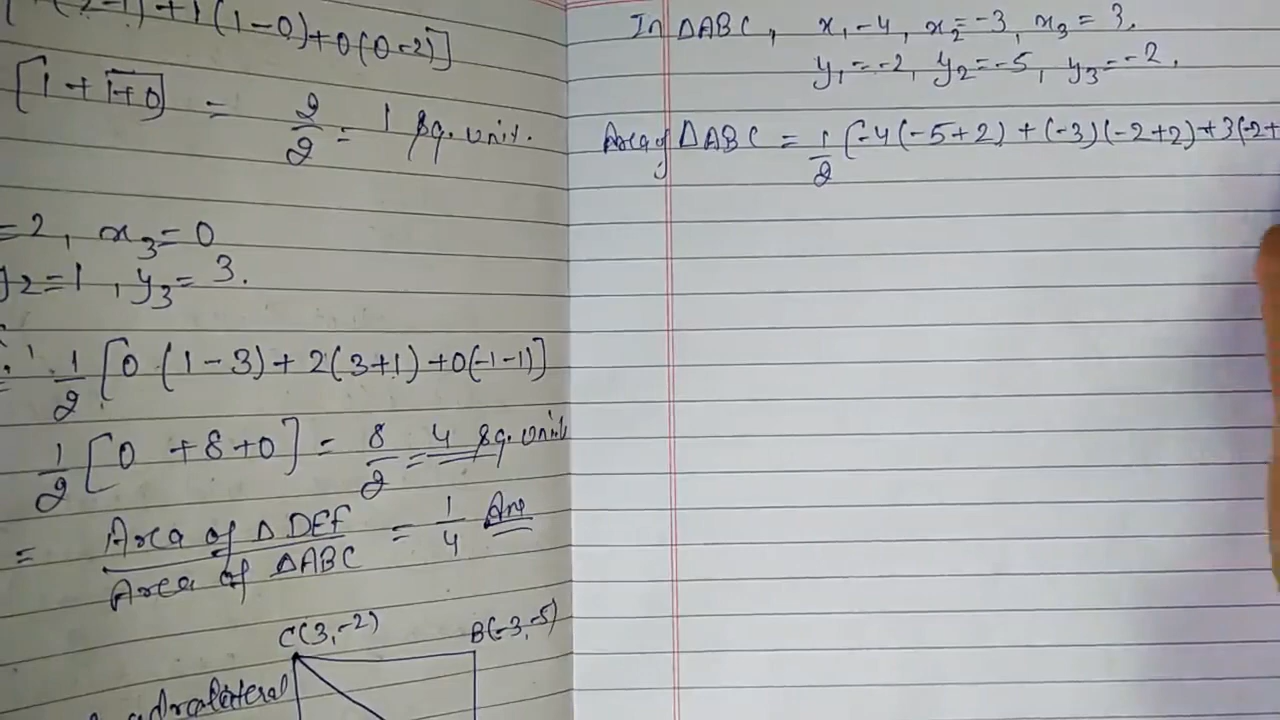 2-1)+1(1-0)+0(0-2)]
[1+1+0] = 2/2 = 1 sq. unit.
=2, x3=0
y2=1, y3=3.
1/2 [0 (1-3)+2(3+1)+0(-1-1)]
1/2 [0 +8+0] = 8/2 = 4 sq. unit
= Area of ΔDEF / Area of ΔABC = 1/4 Ans
C(3,-2) B(-3,-5)
In ΔABC, x1-4, x2=-3, x3=3.
y1=-2, y2=-5, y3=-2.
Area of ΔABC = 1/2 [-4(-5+2)+(-3)(-2+2)+3(-2+